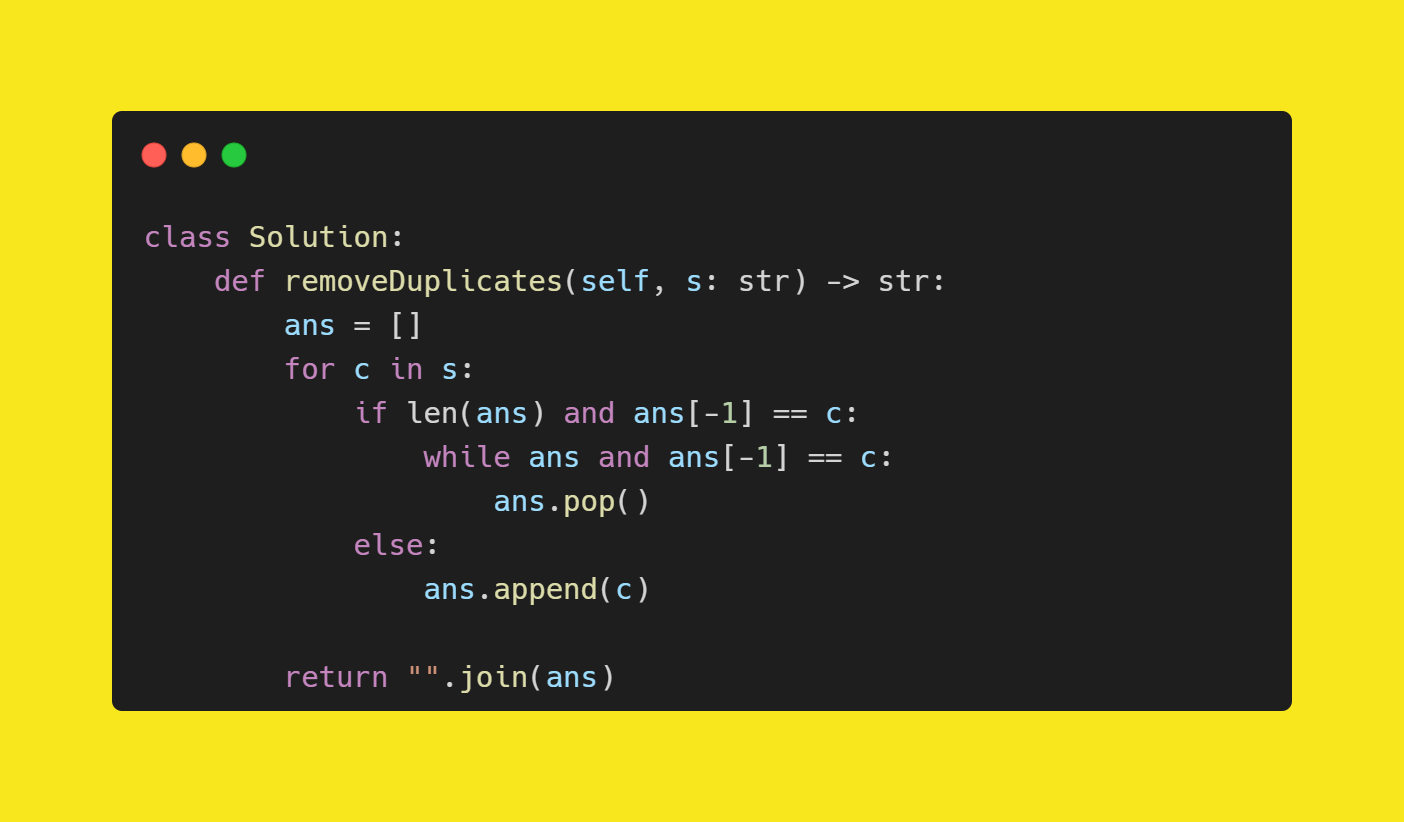 class Solution:
    def removeDuplicates(self, s: str) -> str:
        ans = []
        for c in s:
            if len(ans) and ans[-1] == c:
                while ans and ans[-1] == c:
                    ans.pop()
            else:
                ans.append(c)

        return "".join(ans)